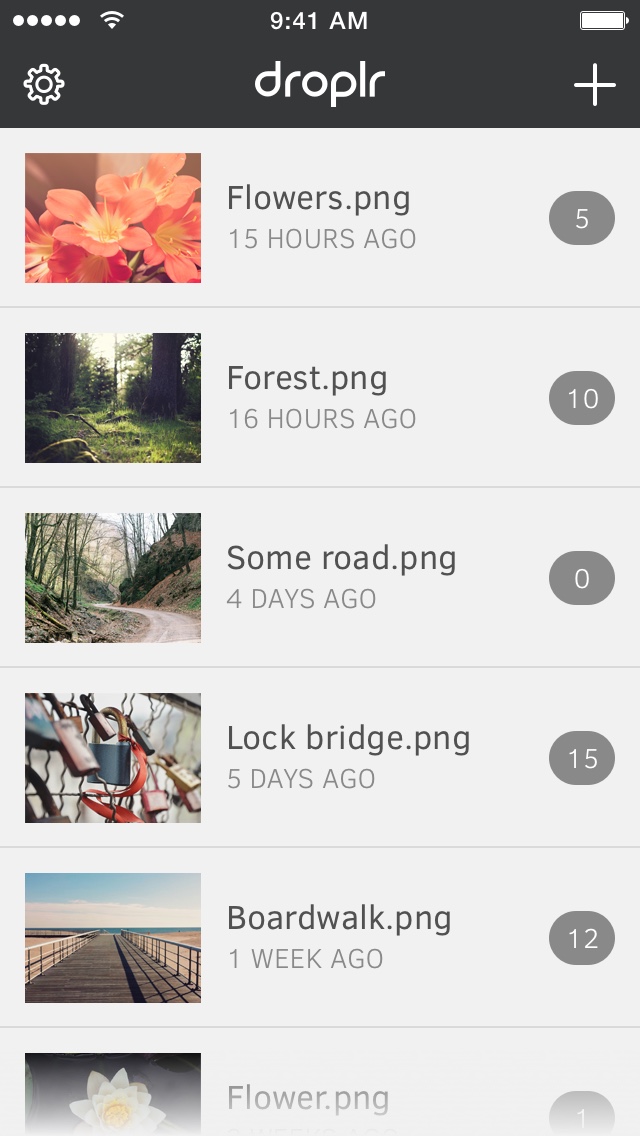 9:41 AM
droplr
Flowers.png
15 HOURS AGO
5
Forest.png
16 HOURS AGO
10
Some road.png
4 DAYS AGO
0
Lock bridge.png
5 DAYS AGO
15
Boardwalk.png
1 WEEK AGO
12
Flower.png
1